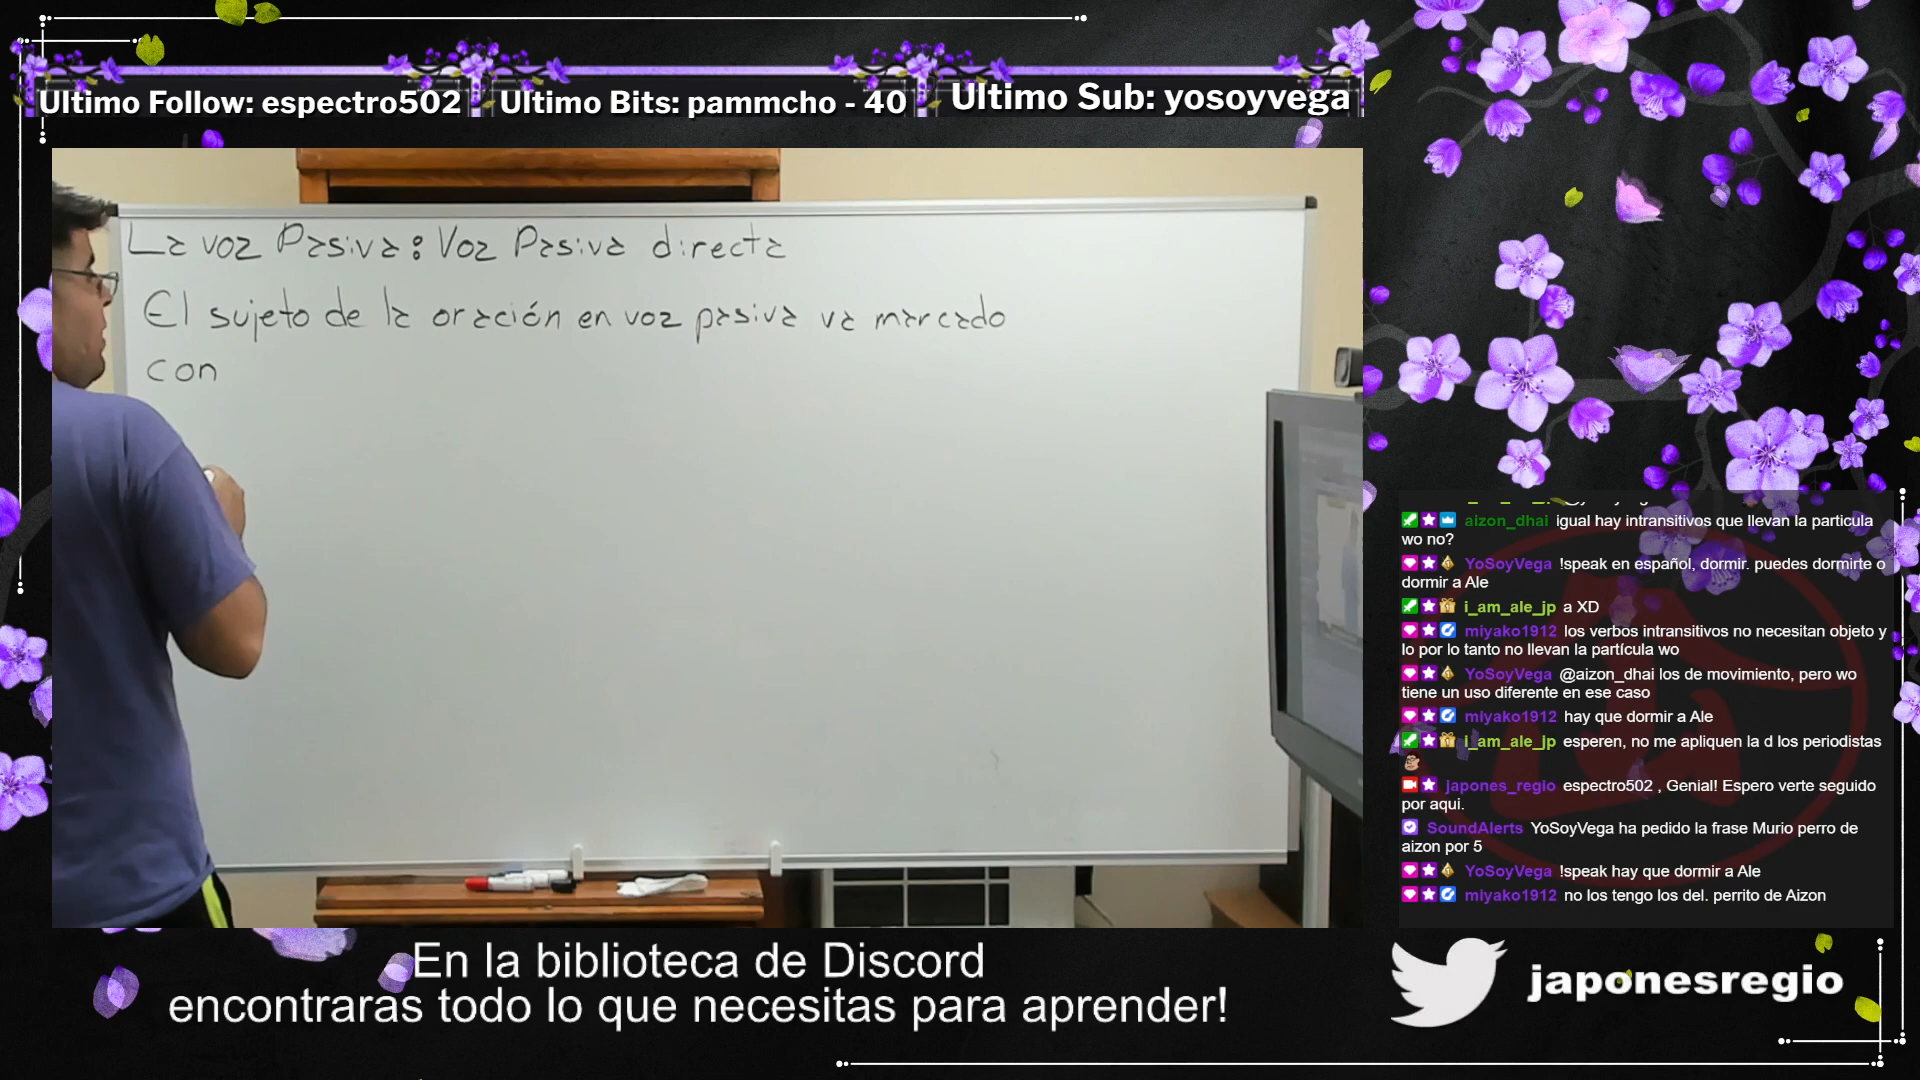 Ultimo Follow: espectro502
Ultimo Bits: pammcho - 40
Ultimo Sub: yosoyvega
La voz Pasiva: Voz Pasiva directa
El sujeto de la oración en voz pasiva va marcado
con
aizon_dhai igual hay intransitivos que llevan la particula
wo no?
YoSoyVega !speak en español, dormir. puedes dormirte o
dormir a Ale
i_am_ale_jp a XD
miyako1912 los verbos intransitivos no necesitan objeto y
lo por lo tanto no llevan la partícula wo
YoSoyVega @aizon_dhai los de movimiento, pero wo
tiene un uso diferente en ese caso
miyako1912 hay que dormir a Ale
i_am_ale_jp esperen, no me apliquen la d los periodistas
japones_regio espectro502 , Genial! Espero verte seguido
por aqui.
SoundAlerts YoSoyVega ha pedido la frase Murio perro de
aizon por 5
YoSoyVega !speak hay que dormir a Ale
miyako1912 no los tengo los del. perrito de Aizon
En la biblioteca de Discord
encontraras todo lo que necesitas para aprender!
japonesregio